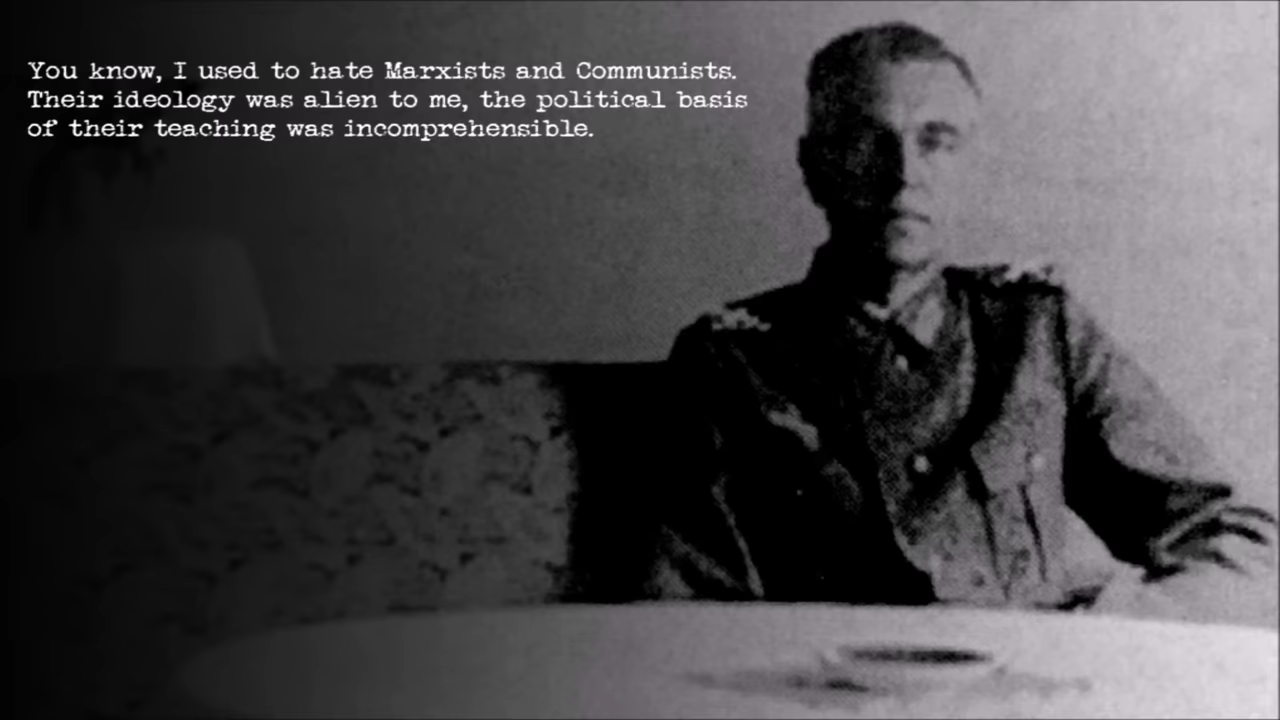 You know, I used to hate Marxists and Communists.
Their ideology was alien to me, the political basis
of their teaching was incomprehensible.